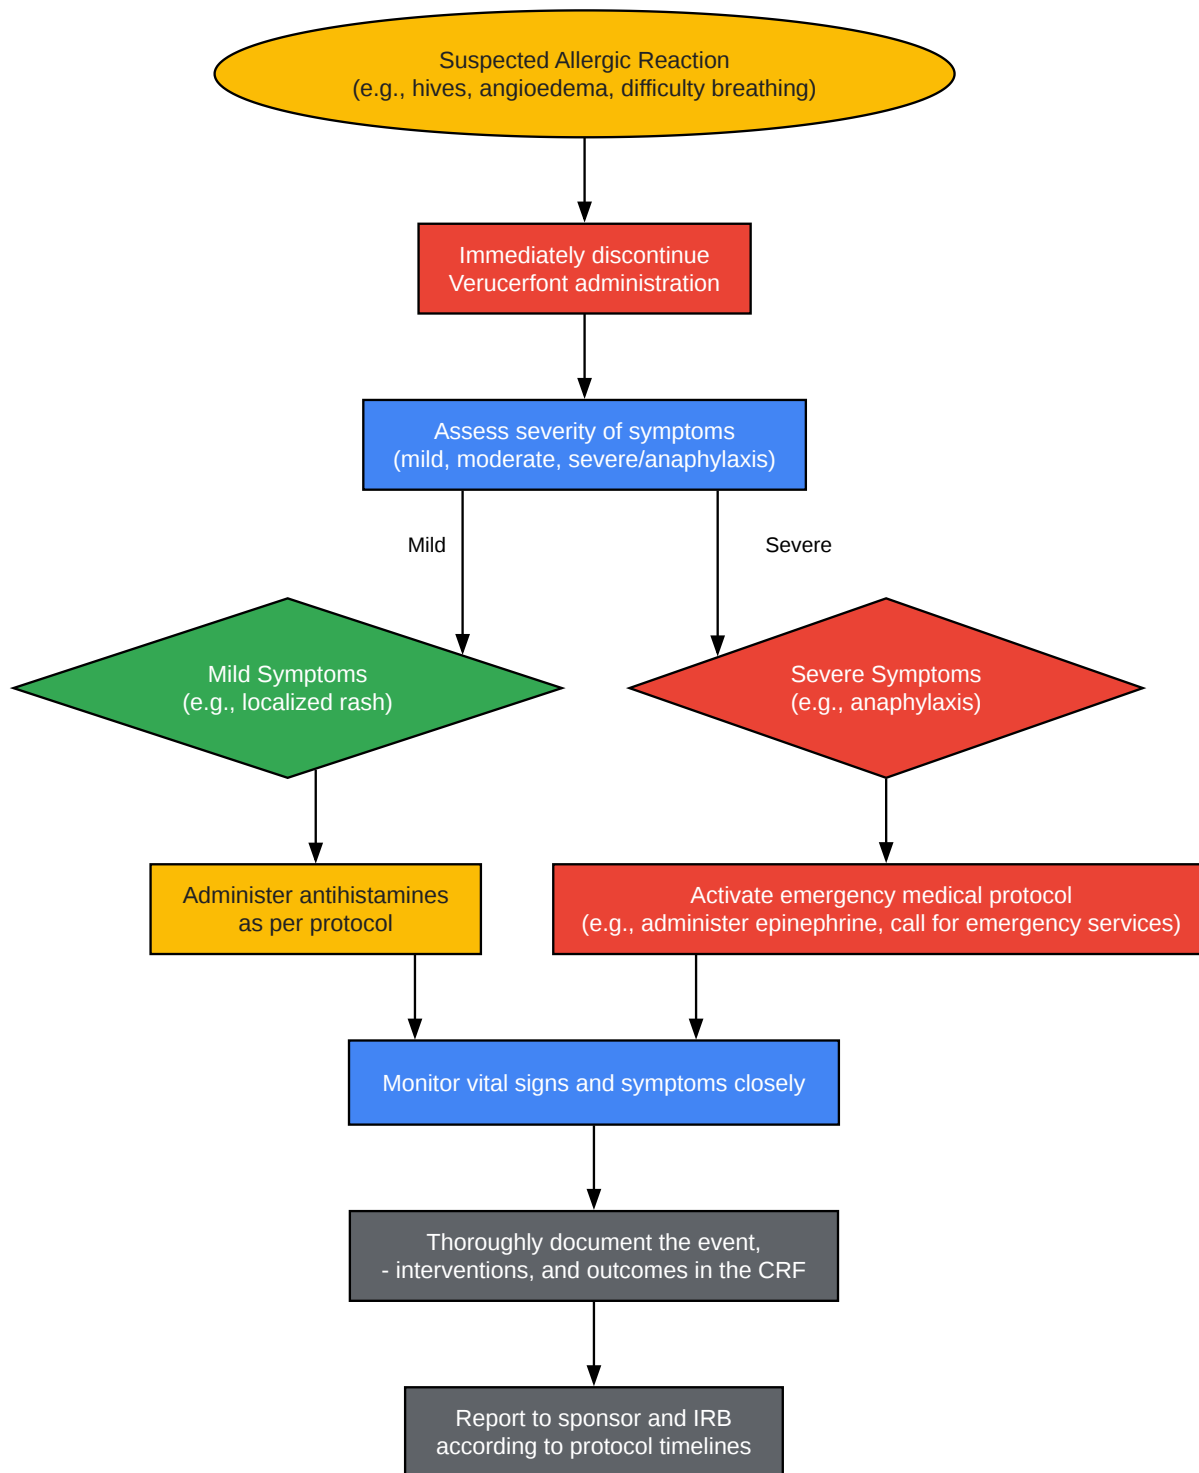 Suspected Allergic Reaction
(e.g., hives, angioedema, difficulty breathing)
Immediately discontinue
Verucerfont administration
Assess severity of symptoms
(mild, moderate, severe/anaphylaxis)
Mild
Severe
Mild Symptoms
(e.g., localized rash)
Severe Symptoms
(e.g., anaphylaxis)
Administer antihistamines
as per protocol
Activate emergency medical protocol
(e.g., administer epinephrine, call for emergency services)
Monitor vital signs and symptoms closely
Thoroughly document the event,
- interventions, and outcomes in the CRF
Report to sponsor and IRB
according to protocol timelines